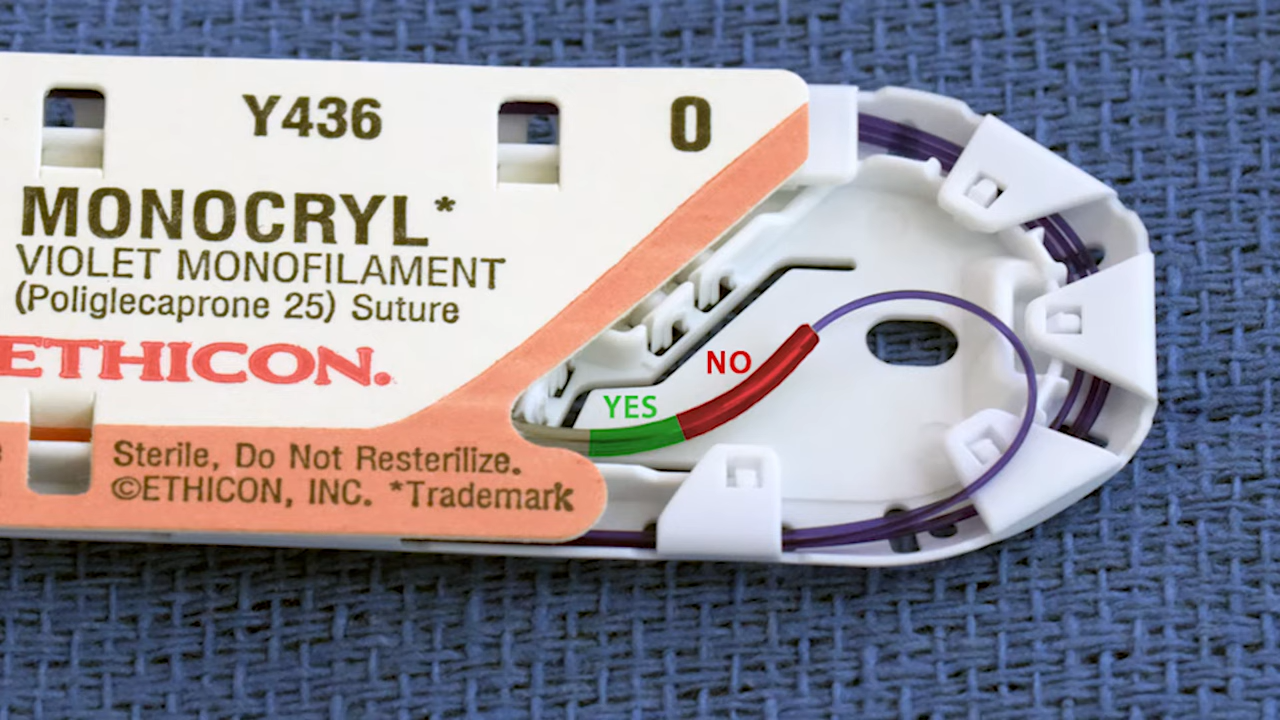 Y436
0
MONOCRYL*
VIOLET MONOFILAMENT
(Poliglecaprone 25) Suture
ETHICON.
NO
YES
Sterile, Do Not Resterilize.
©ETHICON, INC. *Trademark